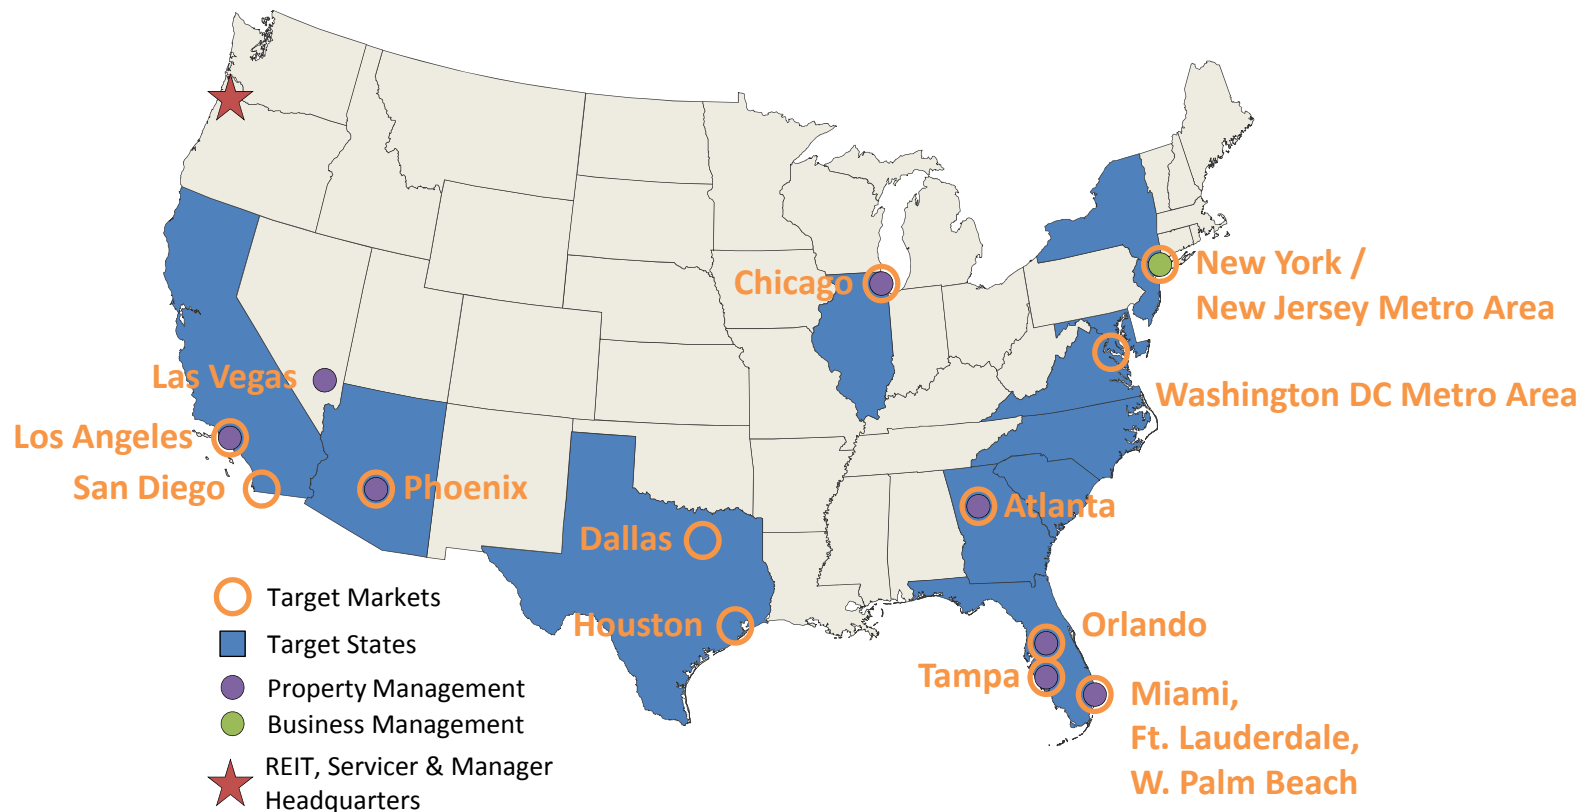 New York /
New Jersey Metro Area
Chicago
Las Vegas
Washington DC Metro Area
Los Angeles
San Diego
Phoenix
Atlanta
Dallas
Houston
Orlando
Tampa
Miami,
Ft. Lauderdale,
W. Palm Beach
Target Markets
Target States
Property Management
Business Management
REIT, Servicer & Manager
Headquarters